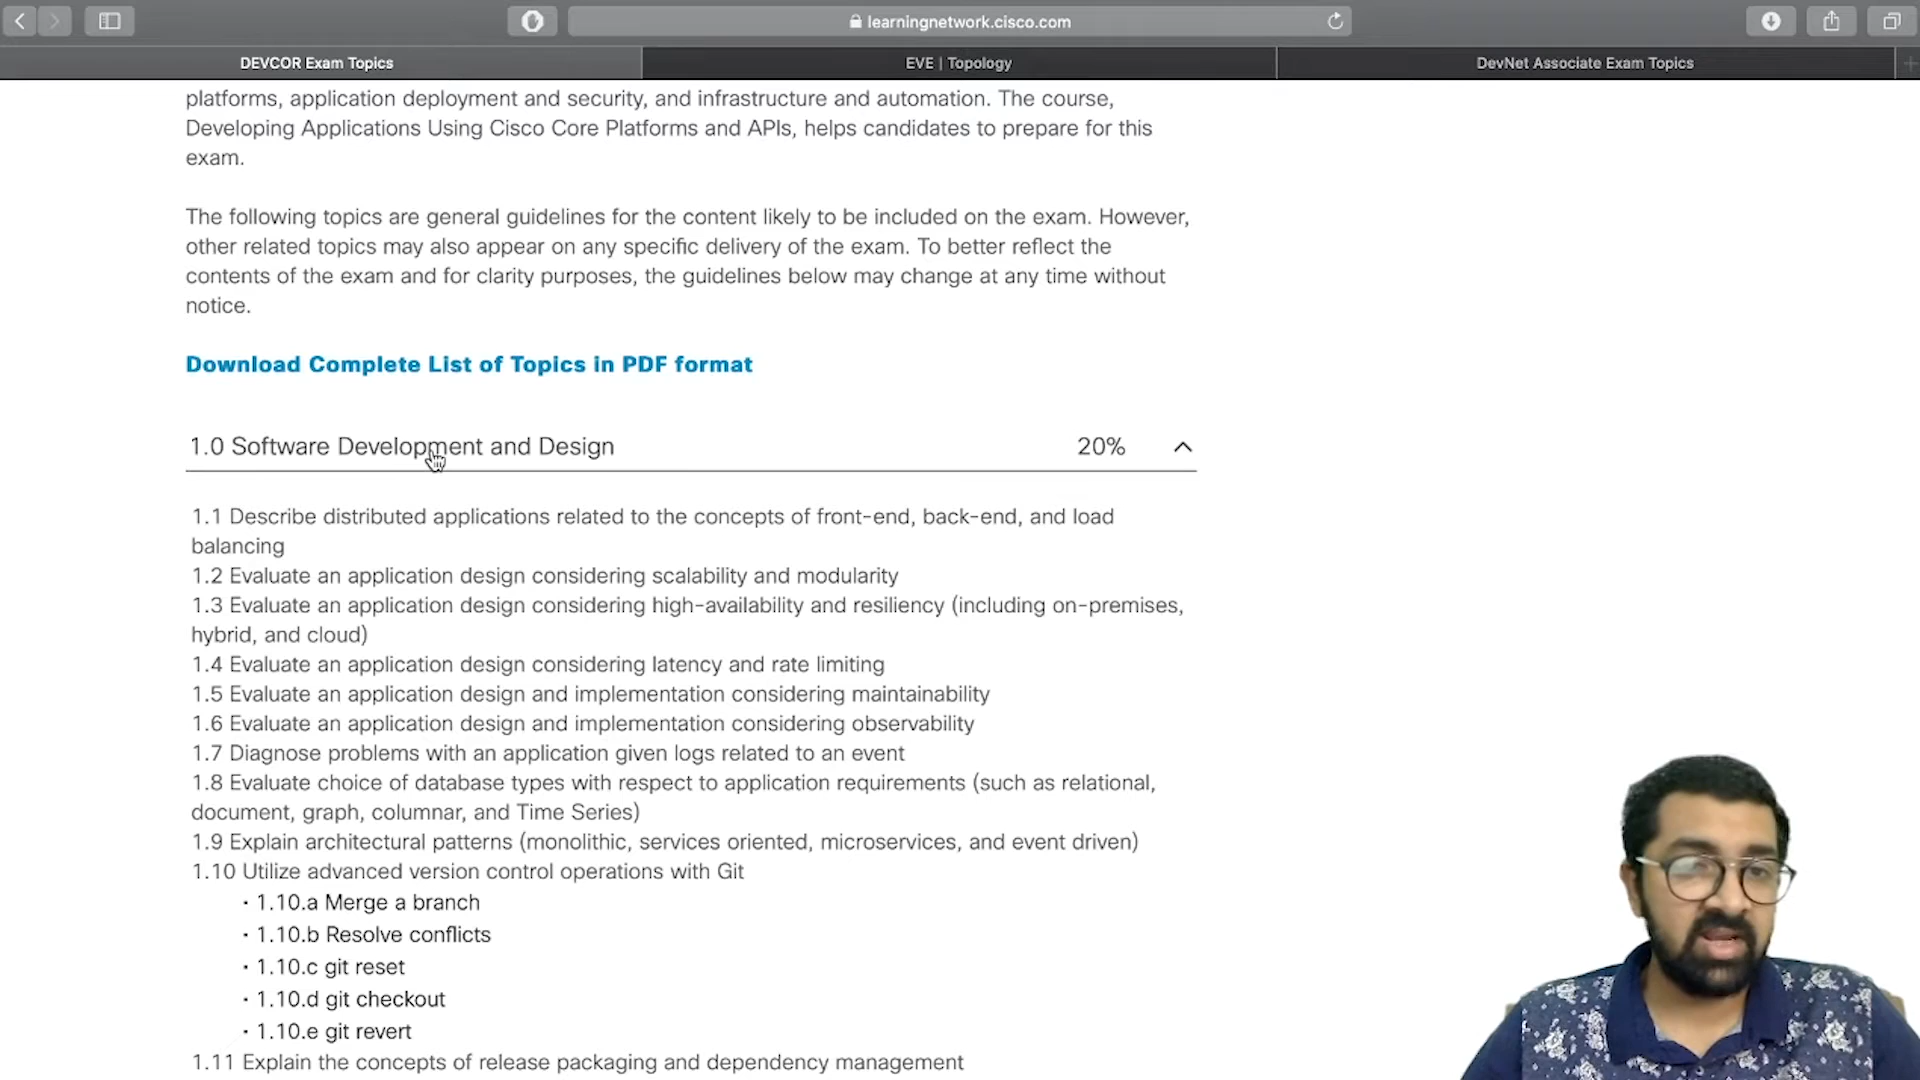 learningnetwork.cisco.com
DEVCOR Exam Topics
EVE | Topology
DevNet Associate Exam Topics
platforms, application deployment and security, and infrastructure and automation. The course,
Developing Applications Using Cisco Core Platforms and APIs, helps candidates to prepare for this
exam.
The following topics are general guidelines for the content likely to be included on the exam. However,
other related topics may also appear on any specific delivery of the exam. To better reflect the
contents of the exam and for clarity purposes, the guidelines below may change at any time without
notice.
Download Complete List of Topics in PDF format
1.0 Software Development and Design 20%
1.1 Describe distributed applications related to the concepts of front-end, back-end, and load
balancing
1.2 Evaluate an application design considering scalability and modularity
1.3 Evaluate an application design considering high-availability and resiliency (including on-premises,
hybrid, and cloud)
1.4 Evaluate an application design considering latency and rate limiting
1.5 Evaluate an application design and implementation considering maintainability
1.6 Evaluate an application design and implementation considering observability
1.7 Diagnose problems with an application given logs related to an event
1.8 Evaluate choice of database types with respect to application requirements (such as relational,
document, graph, columnar, and Time Series)
1.9 Explain architectural patterns (monolithic, services oriented, microservices, and event driven)
1.10 Utilize advanced version control operations with Git
· 1.10.a Merge a branch
· 1.10.b Resolve conflicts
· 1.10.c git reset
· 1.10.d git checkout
· 1.10.e git revert
1.11 Explain the concepts of release packaging and dependency management